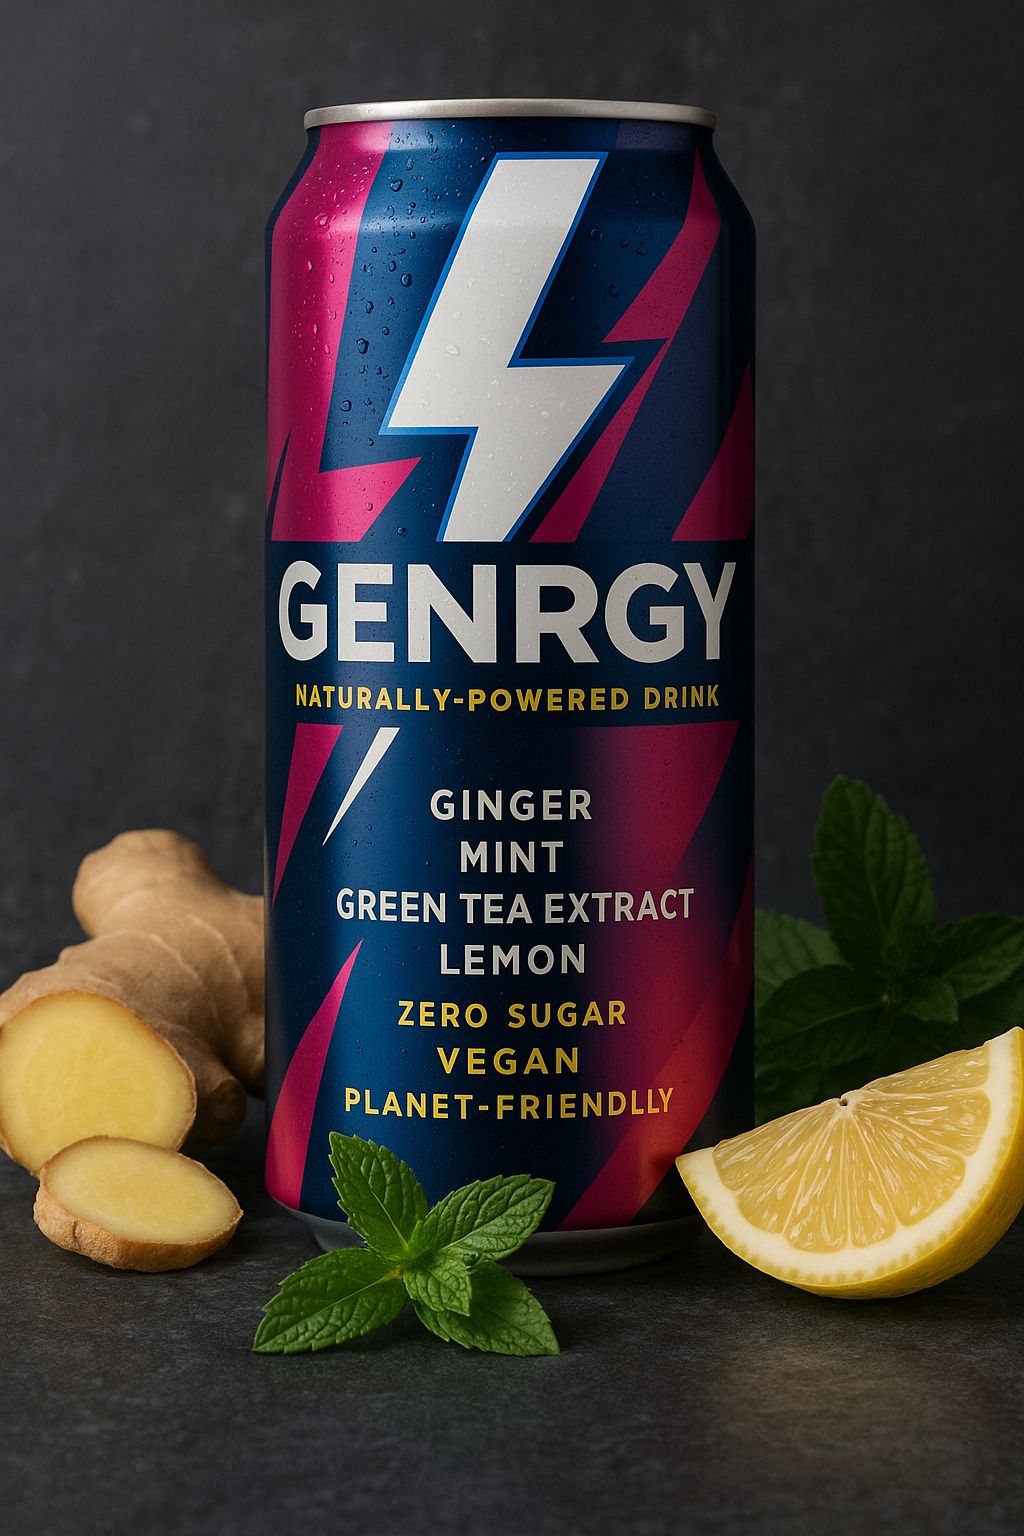 GENRGY
NATURALLY-POWERED DRINK
GINGER
MINT
GREEN TEA EXTRACT
LEMON
ZERO SUGAR
VEGAN
PLANET-FRIENDLLY